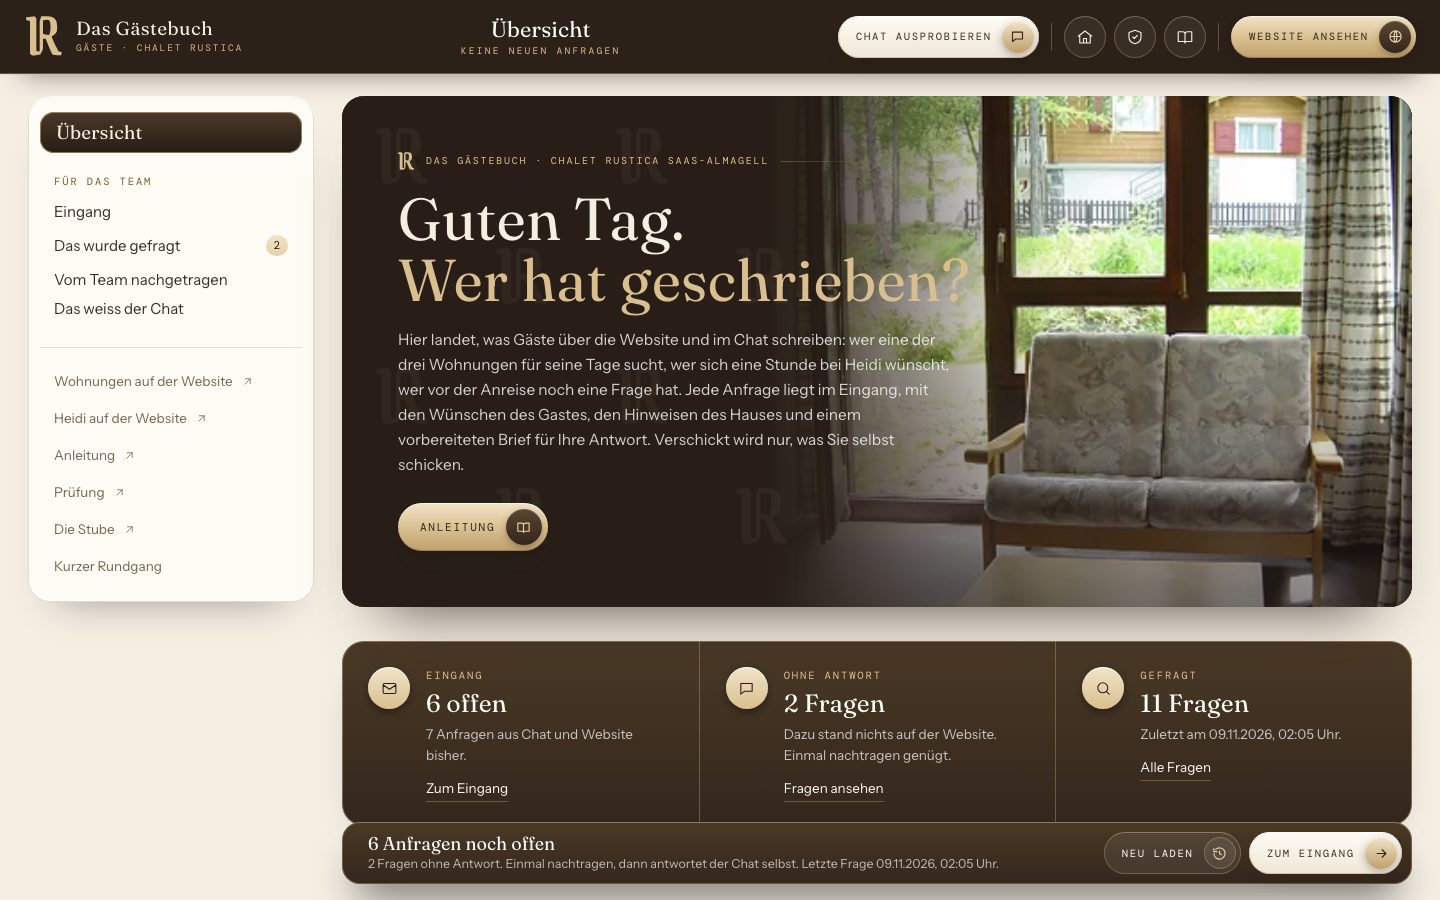 Das Gästebuch
GÄSTE · CHALET RUSTICA
Übersicht
KEINE NEUEN ANFRAGEN
CHAT AUSPROBIEREN
WEBSITE ANSEHEN
Übersicht
FÜR DAS TEAM
Eingang
Das wurde gefragt 2
Vom Team nachgetragen
Das weiss der Chat
Wohnungen auf der Website
Heidi auf der Website
Anleitung
Prüfung
Die Stube
Kurzer Rundgang
DAS GÄSTEBUCH · CHALET RUSTICA SAAS-ALMAGELL
Guten Tag.
Wer hat geschrieben?
Hier landet, was Gäste über die Website und im Chat schreiben: wer eine der
drei Wohnungen für seine Tage sucht, wer sich eine Stunde bei Heidi wünscht,
wer vor der Anreise noch eine Frage hat. Jede Anfrage liegt im Eingang, mit
den Wünschen des Gastes, den Hinweisen des Hauses und einem
vorbereiteten Brief für Ihre Antwort. Verschickt wird nur, was Sie selbst
schicken.
ANLEITUNG
EINGANG
6 offen
7 Anfragen aus Chat und Website
bisher.
Zum Eingang
OHNE ANTWORT
2 Fragen
Dazu stand nichts auf der Website.
Einmal nachtragen genügt.
Fragen ansehen
GEFRAGT
11 Fragen
Zuletzt am 09.11.2026, 02:05 Uhr.
Alle Fragen
6 Anfragen noch offen
2 Fragen ohne Antwort. Einmal nachtragen, dann antwortet der Chat selbst. Letzte Frage 09.11.2026, 02:05 Uhr.
NEU LADEN
ZUM EINGANG